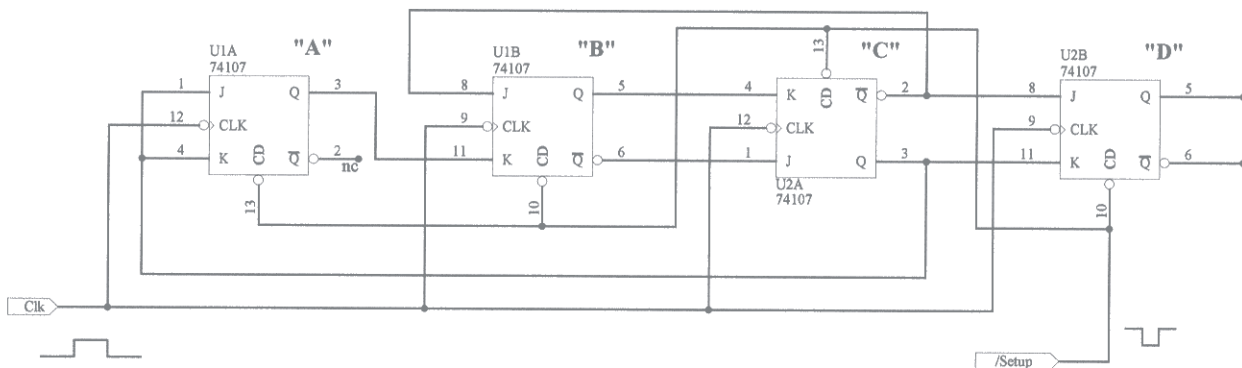 U1A
74107
"A"
1
J
Q
3
12
CLK
4
K
CD
Q
2
nc
13
U1B
74107
"B"
8
J
Q
5
9
CLK
11
K
CD
Q
6
10
13
"C"
4
K
CD
Q
2
12
CLK
1
J
Q
3
U2A
74107
U2B
74107
"D"
8
J
Q
5
9
CLK
11
K
CD
Q
6
10
Clk
/Setup